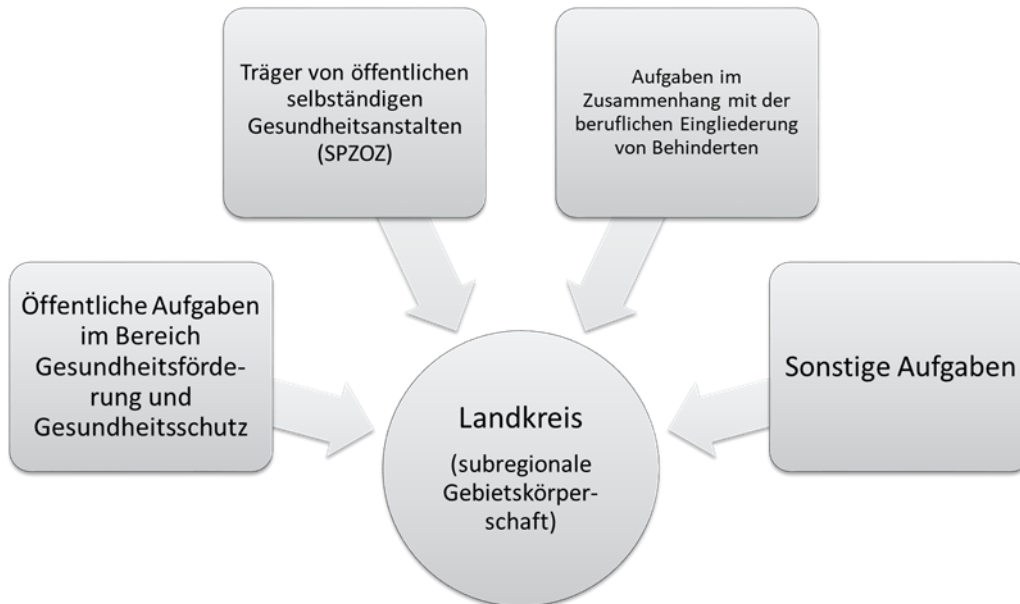 Träger von öffentlichen
selbständigen
Gesundheitsanstalten
(SPZOZ)
Aufgaben im
Zusammenhang mit der
beruflichen Eingliederung
von Behinderten
Öffentliche Aufgaben
im Bereich
Gesundheitsförde-
rung und
Gesundheitsschutz
Sonstige Aufgaben
Landkreis
(subregionale
Gebietskörper-
schaft)